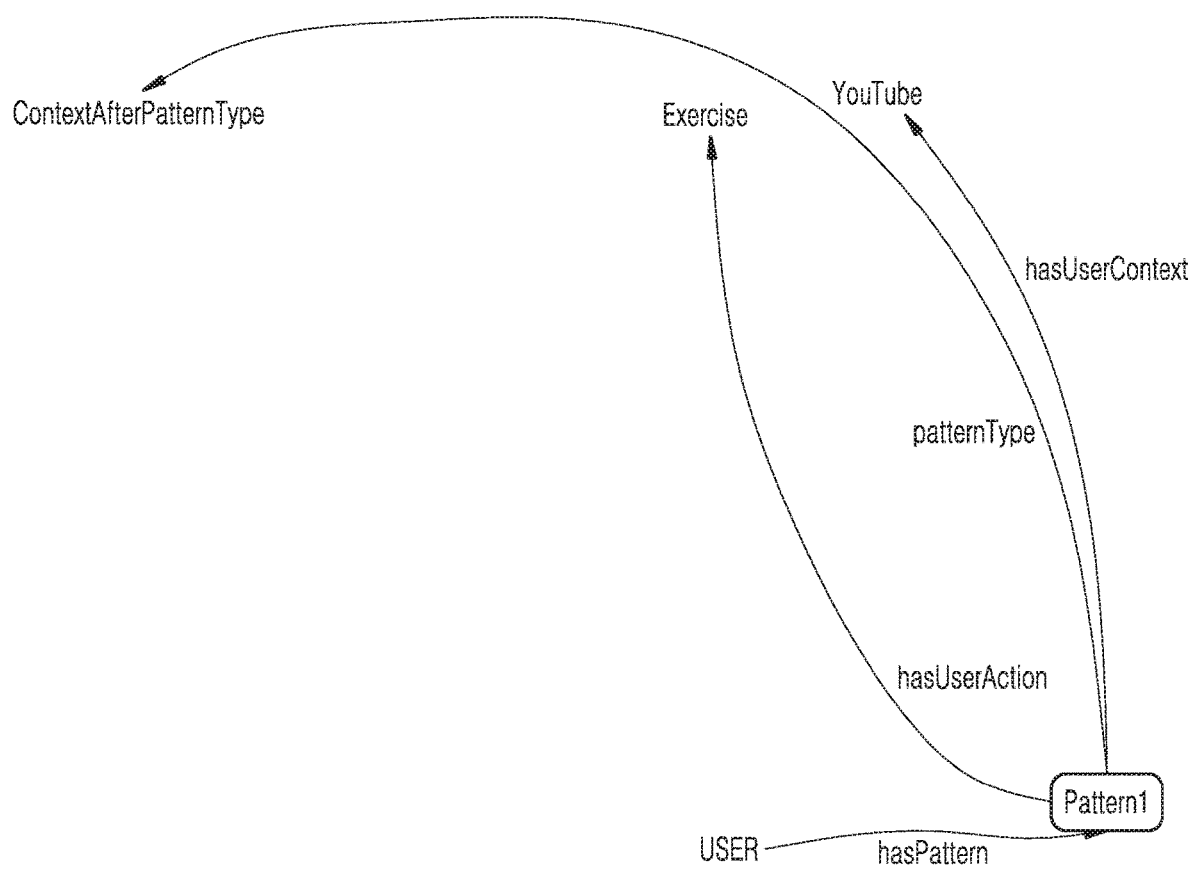 YouTube
ContextAfterPatternType
Exercise
hasUserContext
patternType
hasUserAction
Pattern1
USER
hasPattern